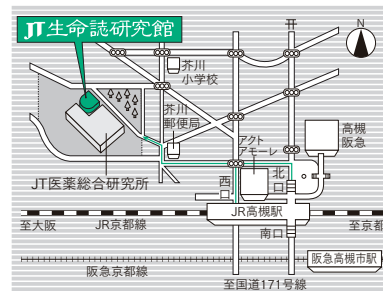 JT生命誌研究館
N
芥川
小学校
芥川
郵便局
アクト
アモーレ
高槻
阪急
JT医薬総合研究所
西
口
北
口
JR高槻駅
至大阪
JR京都線
南口
至京都
阪急京都線
阪急高槻市駅
至国道171号線